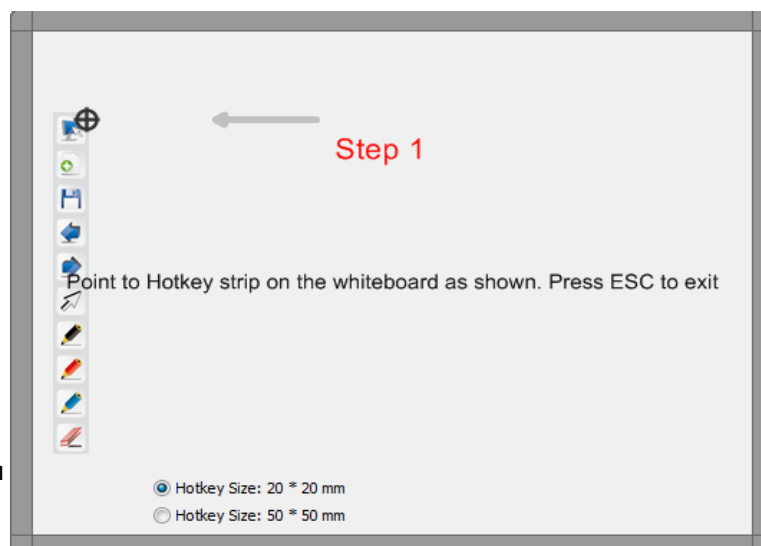 Step 1
Point to Hotkey strip on the whiteboard as shown. Press ESC to exit
Hotkey Size: 20 * 20 mm
Hotkey Size: 50 * 50 mm